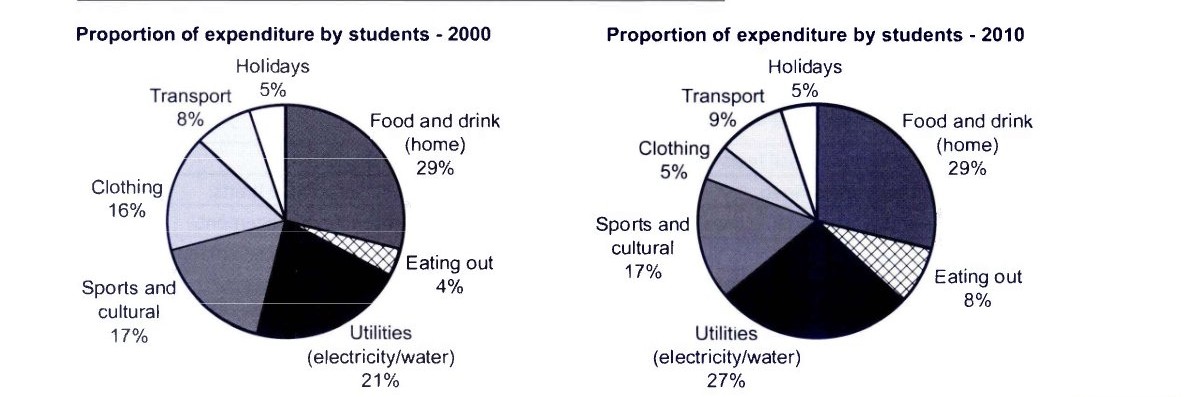 Proportion of expenditure by students - 2000
Holidays
5%
Transport
8%
Food and drink
(home)
29%
Clothing
16%
Eating out
4%
Sports and
cultural
17%
Utilities
(electricity/water)
21%
Proportion of expenditure by students - 2010
Holidays
5%
Transport
9%
Food and drink
(home)
29%
Clothing
5%
Sports and
cultural
17%
Eating out
8%
Utilities
(electricity/water)
27%